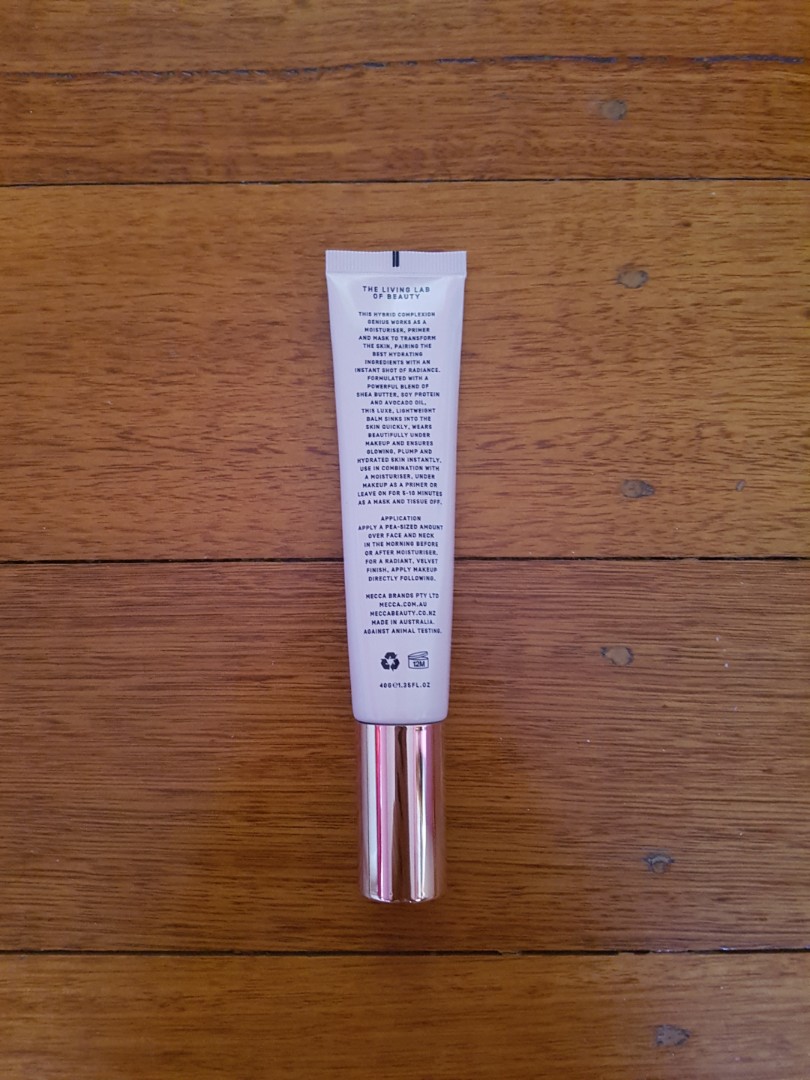 THE LIVING LAB
OF BEAUTY
THIS HYBRID COMPLEXION
GENIUS WORKS AS A
MOISTURISER, PRIMER
AND MASK TO TRANSFORM
THE SKIN, PAIRING THE
BEST HYDRATING
INGREDIENTS WITH AN
INSTANT SHOT OF RADIANCE.
FORMULATED WITH A
POWERFUL BLEND OF
SHEA BUTTER, SOY PROTEIN
AND AVOCADO OIL,
THIS LUXE, LIGHTWEIGHT
BALM SINKS INTO THE
SKIN QUICKLY, WEARS
BEAUTIFULLY UNDER
MAKEUP AND ENSURES
GLOWING, PLUMP AND
HYDRATED SKIN INSTANTLY.
USE IN COMBINATION WITH
A MOISTURISER, UNDER
MAKEUP AS A PRIMER OR
LEAVE ON FOR 5-10 MINUTES
AS A MASK AND TISSUE OFF.
APPLICATION
APPLY A PEA-SIZED AMOUNT
OVER FACE AND NECK
IN THE MORNING BEFORE
OR AFTER MOISTURISER.
FOR A RADIANT, VELVET
FINISH, APPLY MAKEUP
DIRECTLY FOLLOWING.
MECCA BRANDS PTY LTD
MECCA.COM.AU
MECCABEAUTY.CO.NZ
MADE IN AUSTRALIA.
AGAINST ANIMAL TESTING.
12M
40G℮1.35FL.OZ